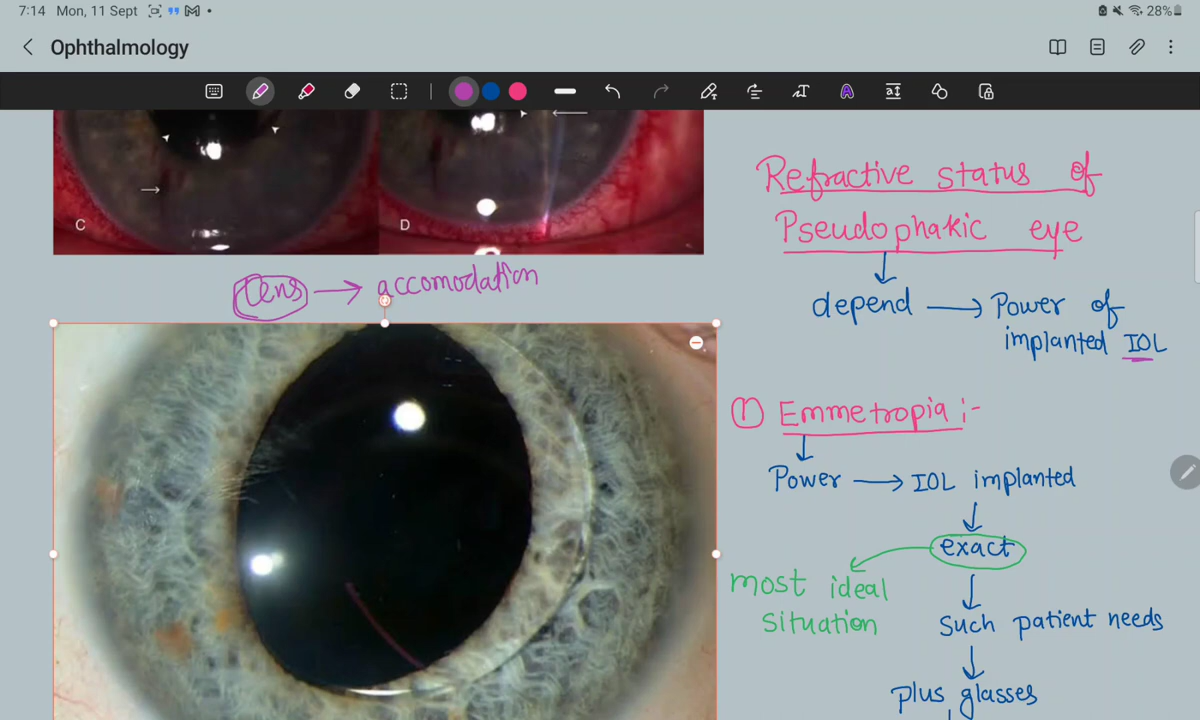 7:14 Mon, 11 Sept
28%
Ophthalmology
C
D
Lens → accomodation
Refractive status of
Pseudophakic eye
depend → Power of
implanted IOL
① Emmetropia :-
Power → IOL implanted
exact
most ideal
situation
Such patient needs
plus glasses